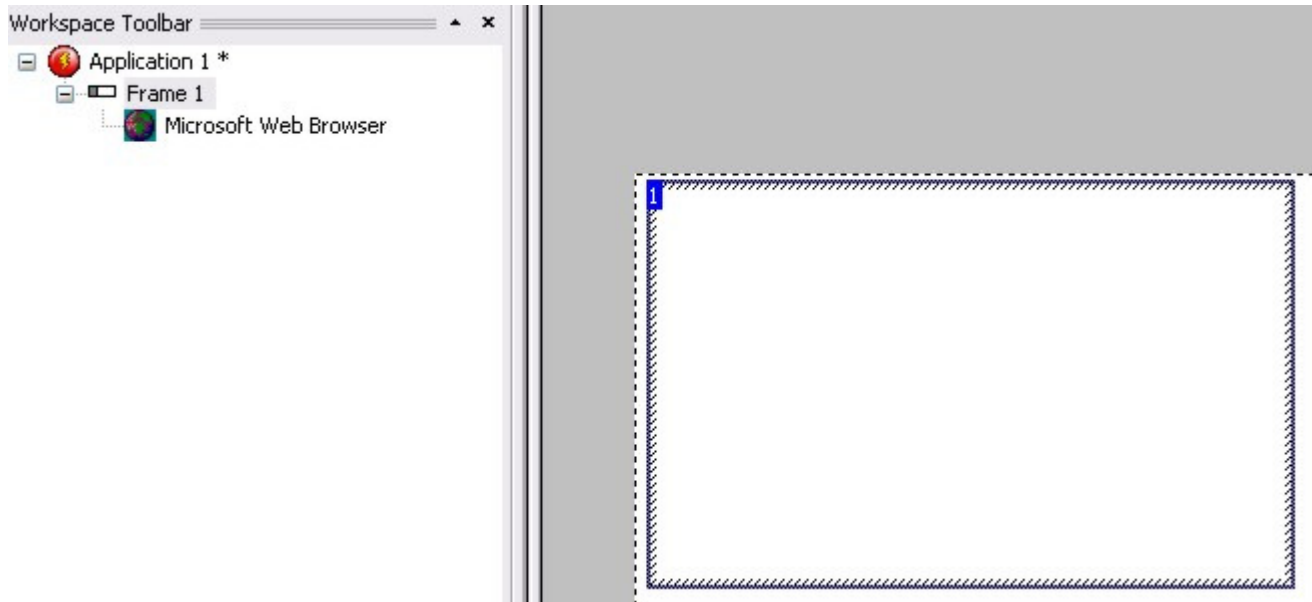 Workspace Toolbar
Application 1 *
Frame 1
Microsoft Web Browser
1